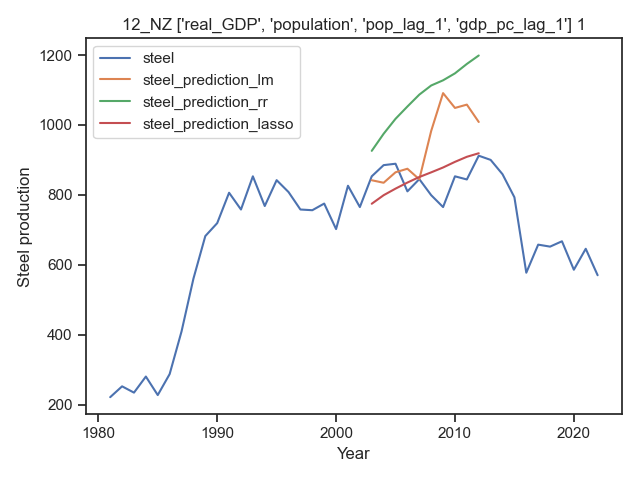 12_NZ ['real_GDP', 'population', 'pop_lag_1', 'gdp_pc_lag_1'] 1
steel
steel_prediction_lm
steel_prediction_rr
steel_prediction_lasso
Steel production
1200
1000
800
600
400
200
1980
1990
2000
2010
2020
Year